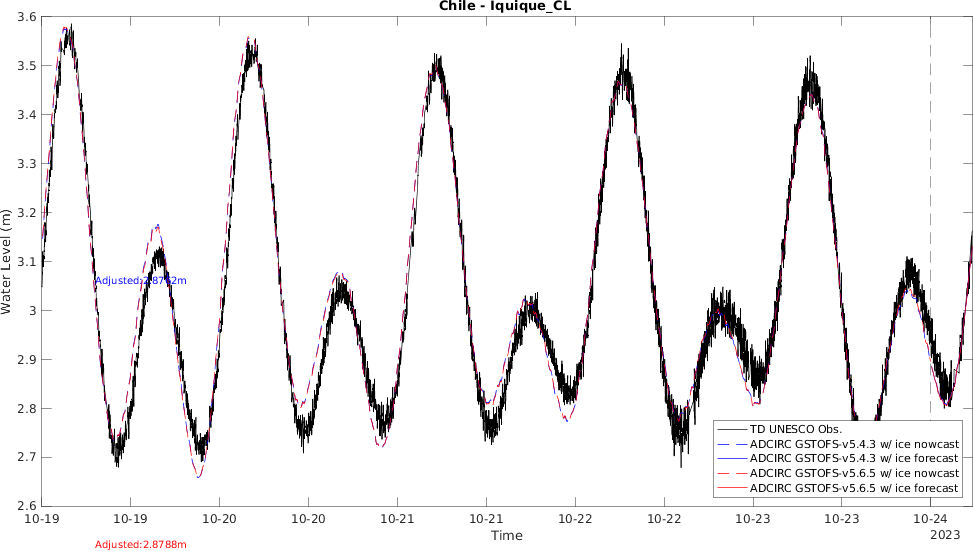 Chile - Iquique_CL
3.6
3.5
3.4
3.3
3.2
3.1
3
2.9
2.8
2.7
2.6
Water Level (m)
Adjusted:
TD UNESCO Obs.
ADCIRC GSTOFS-v5.4.3 w/ ice nowcast
ADCIRC GSTOFS-v5.4.3 w/ ice forecast
ADCIRC GSTOFS-v5.6.5 w/ ice nowcast
ADCIRC GSTOFS-v5.6.5 w/ ice forecast
10-19 10-19 10-20 10-20 10-21 10-21 10-22 10-22 10-23 10-23 10-24
2023
Time
Adjusted:2.8788m